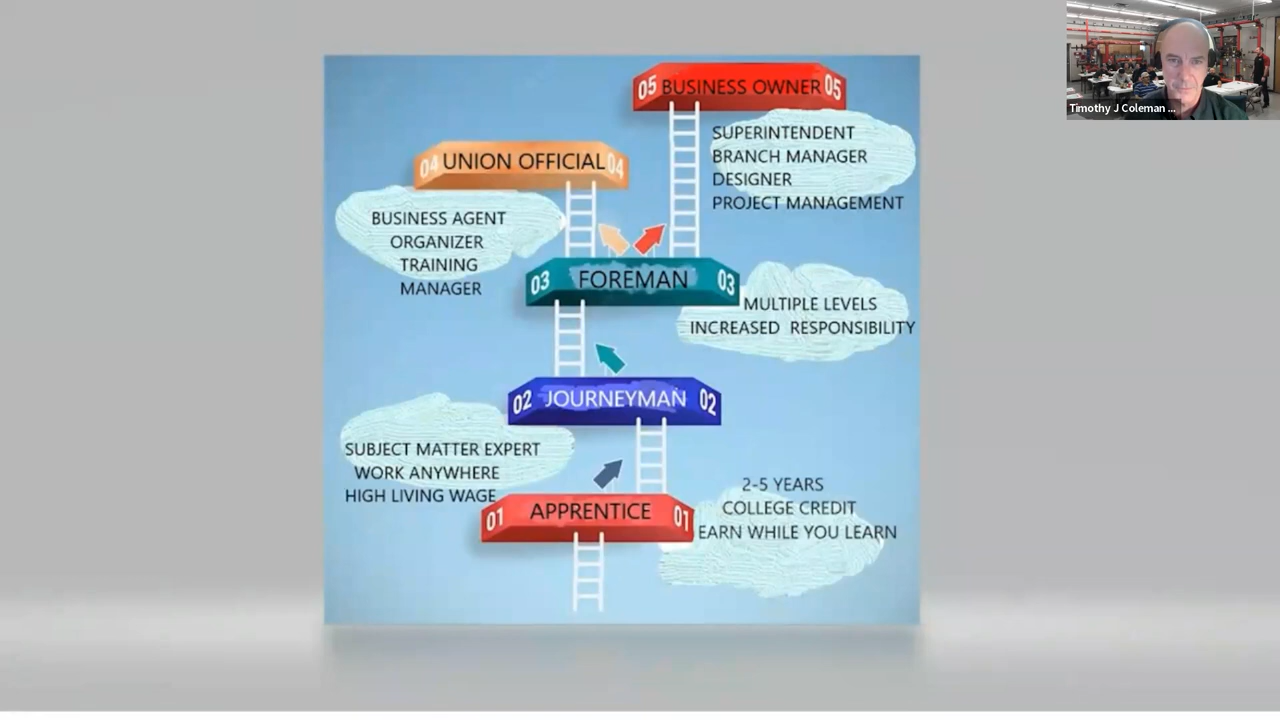 Timothy J Coleman ...
05 BUSINESS OWNER 05
SUPERINTENDENT
BRANCH MANAGER
DESIGNER
PROJECT MANAGEMENT
04 UNION OFFICIAL 04
BUSINESS AGENT
ORGANIZER
TRAINING
MANAGER
03 FOREMAN 03
MULTIPLE LEVELS
INCREASED RESPONSIBILITY
02 JOURNEYMAN 02
SUBJECT MATTER EXPERT
WORK ANYWHERE
HIGH LIVING WAGE
01 APPRENTICE 01
2-5 YEARS
COLLEGE CREDIT
EARN WHILE YOU LEARN